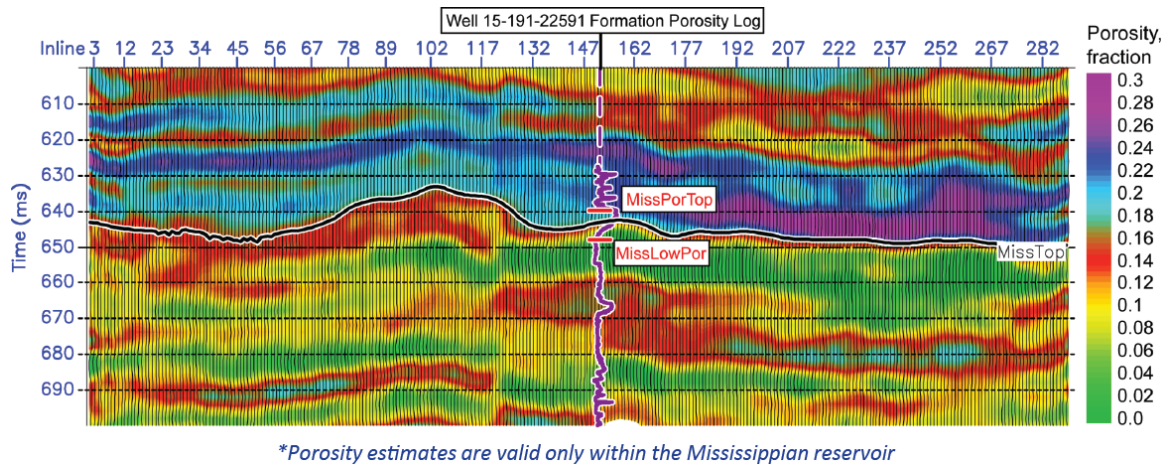 Well 15-191-22591 Formation Porosity Log
Inline 3 12 23 34 45 56 67 78 89 102 117 132 147 162 177 192 207 222 237 252 267 282
Porosity,
fraction
610
620
630
640
650
660
670
680
690
Time (ms)
MissPorTop
MissLowPor
MissTop
0.3
0.28
0.26
0.24
0.22
0.2
0.18
0.16
0.14
0.12
0.1
0.08
0.06
0.04
0.02
0.0
*Porosity estimates are valid only within the Mississippian reservoir